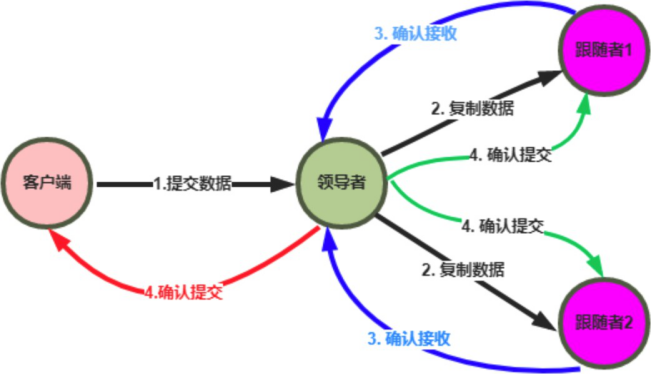 3. 确认接收
跟随者1
2. 复制数据
4. 确认提交
客户端
1.提交数据
领导者
4. 确认提交
2. 复制数据
4.确认提交
跟随者2
3. 确认接收